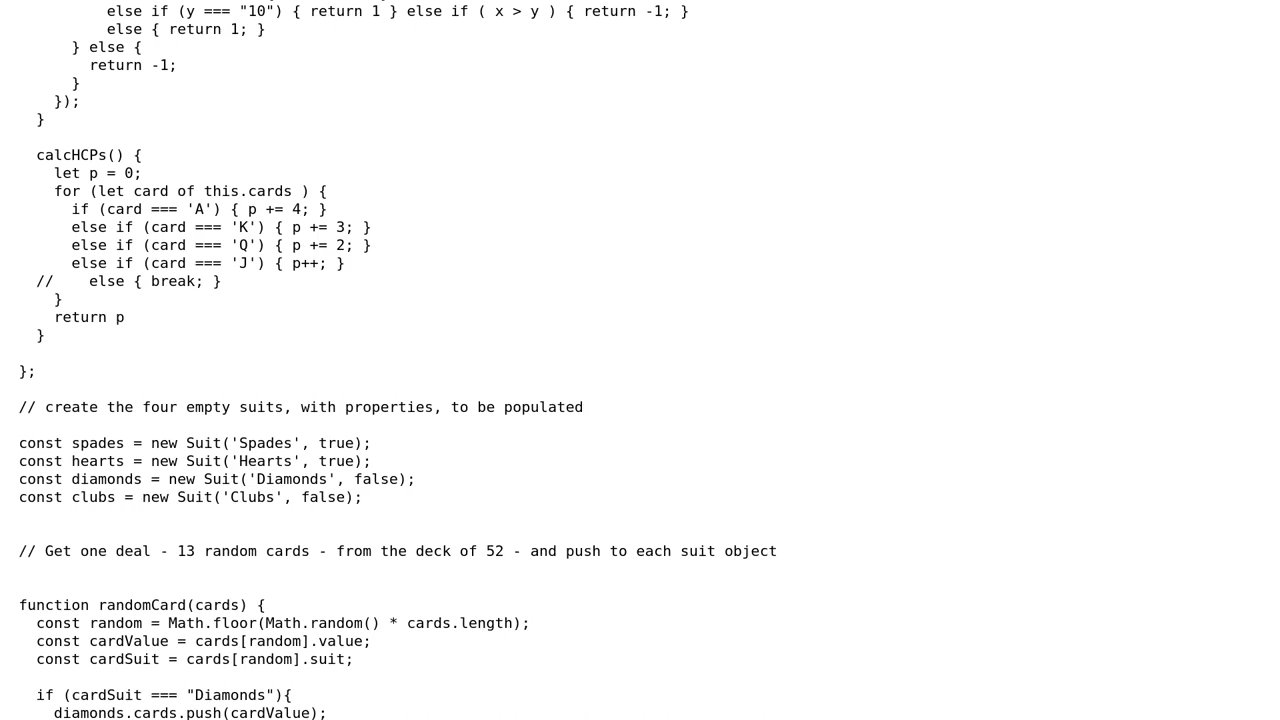 else if (y === "10") { return 1 } else if ( x > y ) { return -1; }
else { return 1; }
} else {
return -1;
}
});
}
calcHCPs() {
let p = 0;
for (let card of this.cards ) {
if (card === 'A') { p += 4; }
else if (card === 'K') { p += 3; }
else if (card === 'Q') { p += 2; }
else if (card === 'J') { p++; }
//    else { break; }
}
return p
}
};
// create the four empty suits, with properties, to be populated
const spades = new Suit('Spades', true);
const hearts = new Suit('Hearts', true);
const diamonds = new Suit('Diamonds', false);
const clubs = new Suit('Clubs', false);
// Get one deal - 13 random cards - from the deck of 52 - and push to each suit object
function randomCard(cards) {
const random = Math.floor(Math.random() * cards.length);
const cardValue = cards[random].value;
const cardSuit = cards[random].suit;
if (cardSuit === "Diamonds"){
diamonds.cards.push(cardValue);